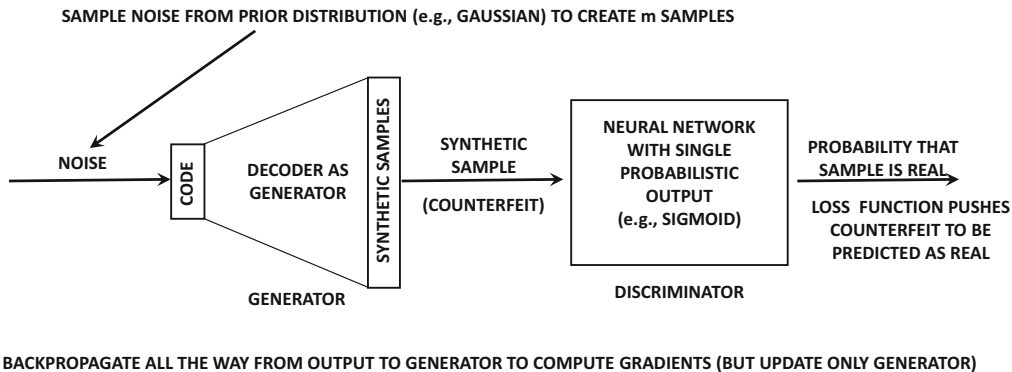 SAMPLE NOISE FROM PRIOR DISTRIBUTION (e.g., GAUSSIAN) TO CREATE m SAMPLES
NOISE
CODE
DECODER AS
GENERATOR
SYNTHETIC SAMPLES
GENERATOR
SYNTHETIC
SAMPLE
(COUNTERFEIT)
NEURAL NETWORK
WITH SINGLE
PROBABILISTIC
OUTPUT
(e.g., SIGMOID)
DISCRIMINATOR
PROBABILITY THAT
SAMPLE IS REAL
LOSS FUNCTION PUSHES
COUNTERFEIT TO BE
PREDICTED AS REAL
BACKPROPAGATE ALL THE WAY FROM OUTPUT TO GENERATOR TO COMPUTE GRADIENTS (BUT UPDATE ONLY GENERATOR)